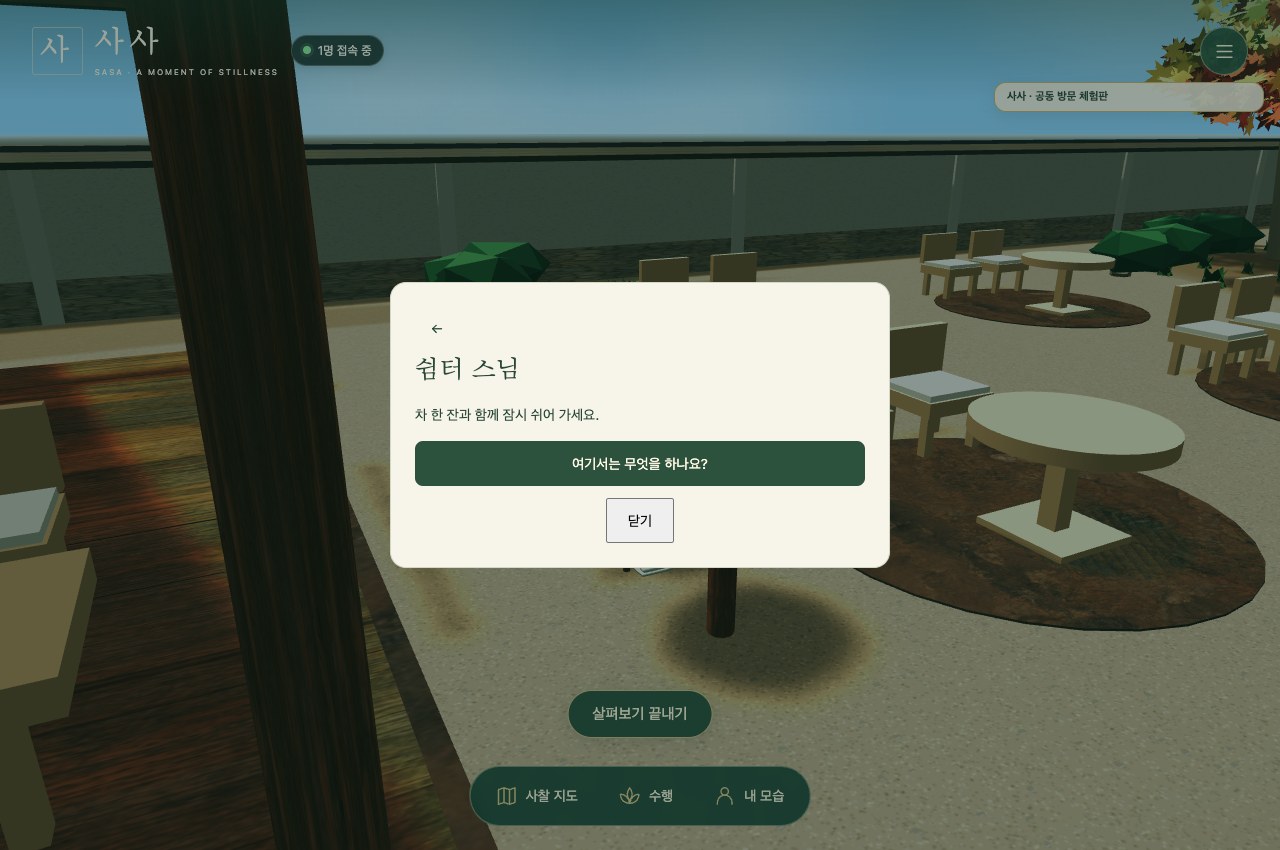 사
사사
SASA · A MOMENT OF STILLNESS
1명 접속 중
사사 · 공동 방문 체험판
쉼터 스님
차 한 잔과 함께 잠시 쉬어 가세요.
여기서는 무엇을 하나요?
닫기
살펴보기 끝내기
사찰 지도
수행
내 모습